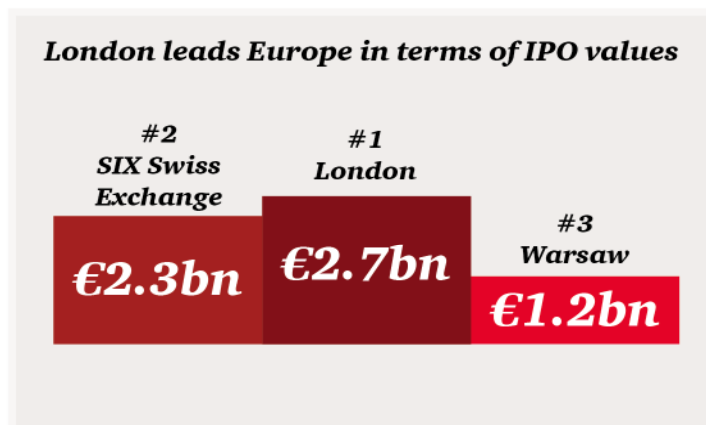 London leads Europe in terms of IPO values
#2
SIX Swiss
Exchange
€2.3bn
#1
London
€2.7bn
#3
Warsaw
€1.2bn